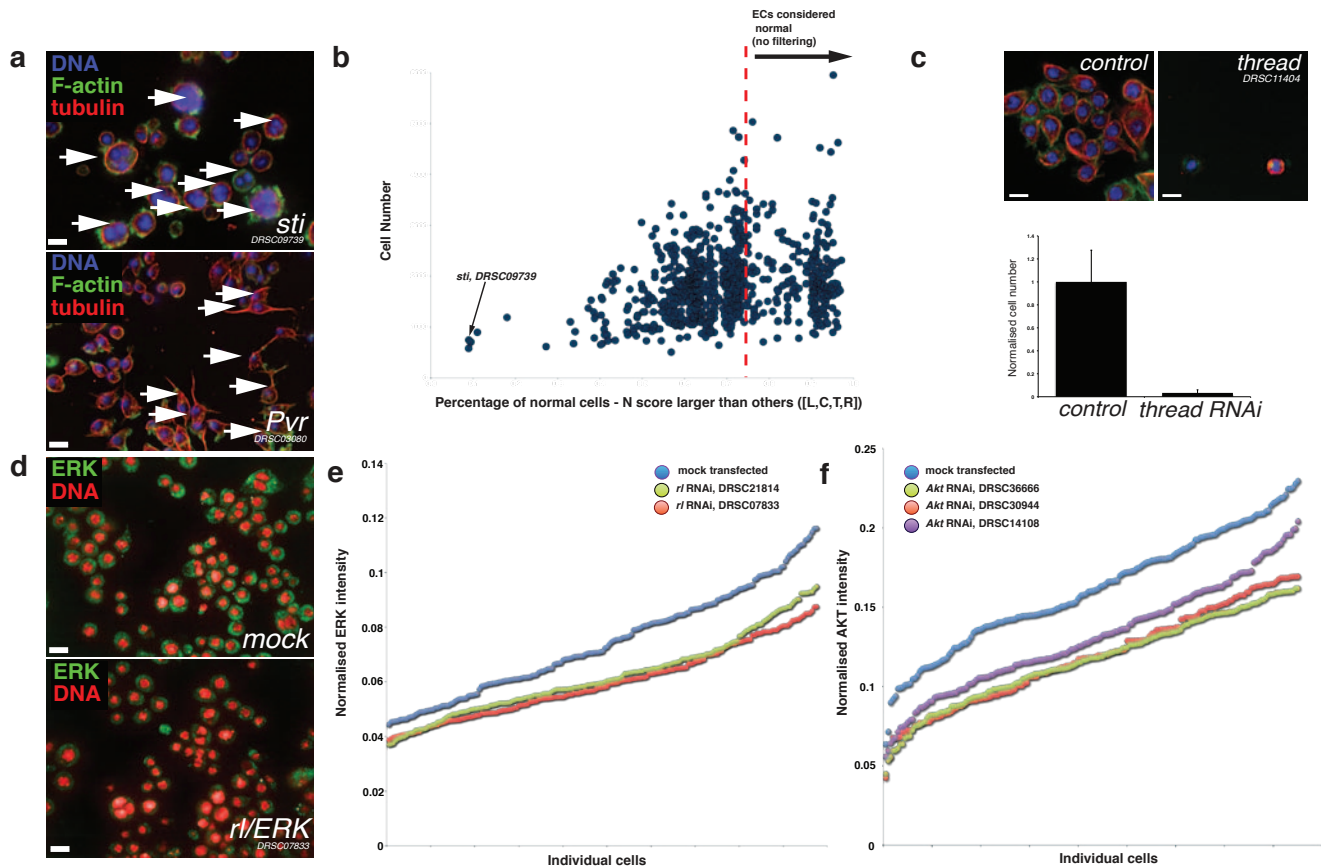 a
DNA
F-actin
tubulin
sti
DRSC09739
DNA
F-actin
tubulin
Pvr
DRSC03080
b
ECs considered
normal
(no filtering)
Cell Number
sti, DRSC09739
Percentage of normal cells - N score larger than others ([L,C,T,R])
c
control
thread
DRSC11404
Normalised cell number
1.4
1.2
1
0.8
0.6
0.4
0.2
0
control
thread RNAi
d
ERK
DNA
mock
ERK
DNA
rl/ERK
DRSC07833
e
Normalised ERK intensity
0.14
0.12
0.1
0.08
0.06
0.04
0.02
0
mock transfected
rl RNAi, DRSC21814
rl RNAi, DRSC07833
Individual cells
f
Normalised AKT intensity
0.25
0.2
0.15
0.1
0.05
0
mock transfected
Akt RNAi, DRSC36666
Akt RNAi, DRSC30944
Akt RNAi, DRSC14108
Individual cells